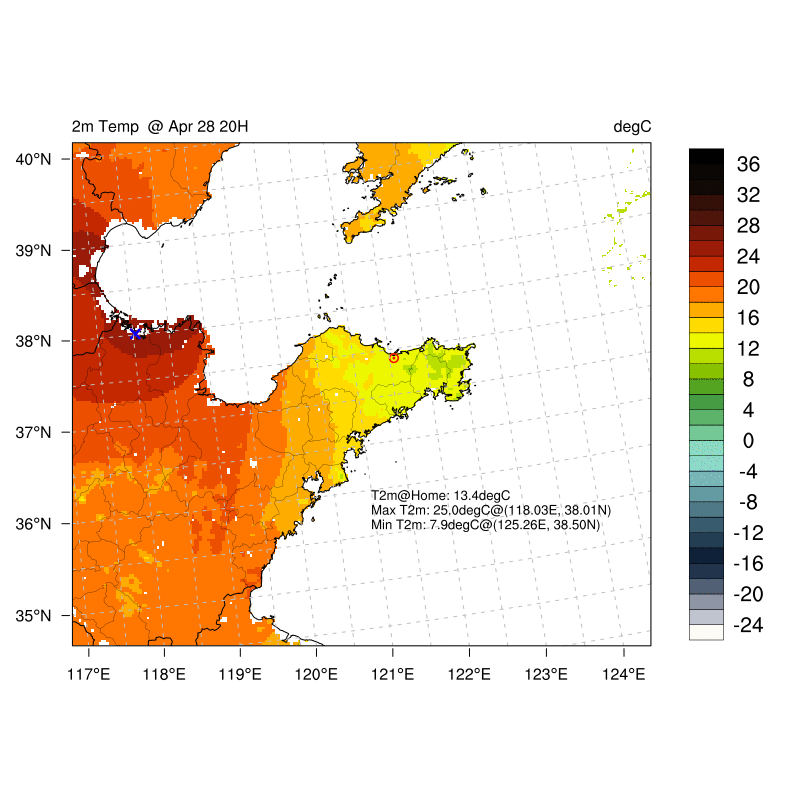 2m Temp @ Apr 28 20H
degC
40°N
39°N
38°N
37°N
36°N
35°N
117°E
118°E
119°E
120°E
121°E
122°E
123°E
124°E
T2m@Home: 13.4degC
Max T2m: 25.0degC@(118.03E, 38.01N)
Min T2m: 7.9degC@(125.26E, 38.50N)
36
32
28
24
20
16
12
8
4
0
-4
-8
-12
-16
-20
-24